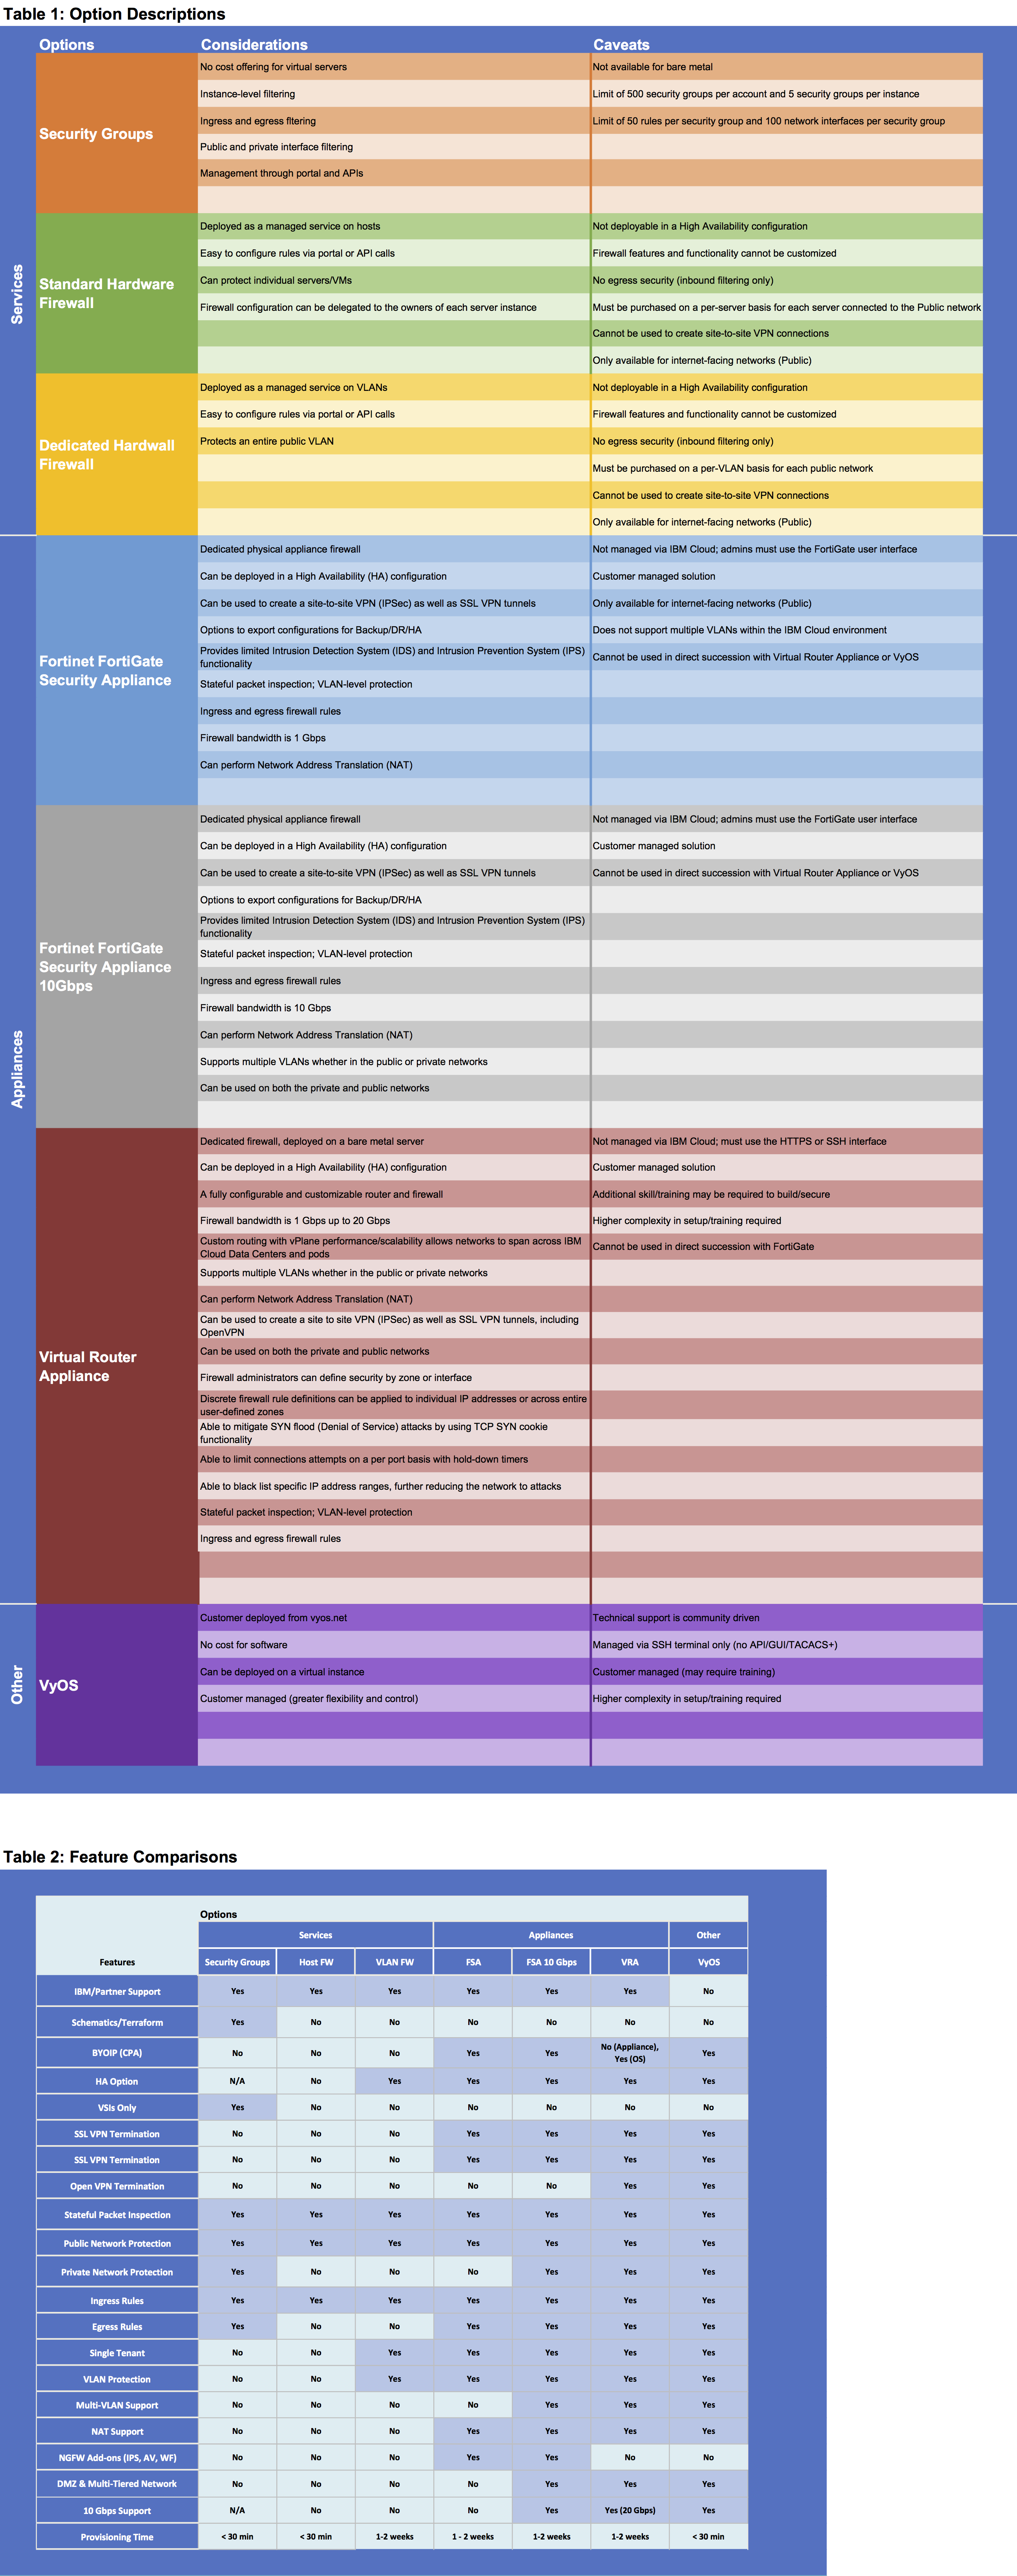 Table 1: Option Descriptions
Options Considerations Caveats
Services
Security Groups
No cost offering for virtual servers Not available for bare metal
Instance-level filtering Limit of 500 security groups per account and 5 security groups per instance
Ingress and egress fltering Limit of 50 rules per security group and 100 network interfaces per security group
Public and private interface filtering
Management through portal and APIs
Standard Hardware
Firewall
Deployed as a managed service on hosts Not deployable in a High Availability configuration
Easy to configure rules via portal or API calls Firewall features and functionality cannot be customized
Can protect individual servers/VMs No egress security (inbound filtering only)
Firewall configuration can be delegated to the owners of each server instance Must be purchased on a per-server basis for each server connected to the Public network
Cannot be used to create site-to-site VPN connections
Only available for internet-facing networks (Public)
Dedicated Hardwall
Firewall
Deployed as a managed service on VLANs Not deployable in a High Availability configuration
Easy to configure rules via portal or API calls Firewall features and functionality cannot be customized
Protects an entire public VLAN No egress security (inbound filtering only)
Must be purchased on a per-VLAN basis for each public network
Cannot be used to create site-to-site VPN connections
Only available for internet-facing networks (Public)
Appliances
Fortinet FortiGate
Security Appliance
Dedicated physical appliance firewall Not managed via IBM Cloud; admins must use the FortiGate user interface
Can be deployed in a High Availability (HA) configuration Customer managed solution
Can be used to create a site-to-site VPN (IPSec) as well as SSL VPN tunnels Only available for internet-facing networks (Public)
Options to export configurations for Backup/DR/HA Does not support multiple VLANs within the IBM Cloud environment
Provides limited Intrusion Detection System (IDS) and Intrusion Prevention System (IPS)
functionality
Cannot be used in direct succession with Virtual Router Appliance or VyOS
Stateful packet inspection; VLAN-level protection
Ingress and egress firewall rules
Firewall bandwidth is 1 Gbps
Can perform Network Address Translation (NAT)
Fortinet FortiGate
Security Appliance
10Gbps
Dedicated physical appliance firewall Not managed via IBM Cloud; admins must use the FortiGate user interface
Can be deployed in a High Availability (HA) configuration Customer managed solution
Can be used to create a site-to-site VPN (IPSec) as well as SSL VPN tunnels Cannot be used in direct succession with Virtual Router Appliance or VyOS
Options to export configurations for Backup/DR/HA
Provides limited Intrusion Detection System (IDS) and Intrusion Prevention System (IPS)
functionality
Stateful packet inspection; VLAN-level protection
Ingress and egress firewall rules
Firewall bandwidth is 10 Gbps
Can perform Network Address Translation (NAT)
Supports multiple VLANs whether in the public or private networks
Can be used on both the private and public networks
Virtual Router
Appliance
Dedicated firewall, deployed on a bare metal server Not managed via IBM Cloud; must use the HTTPS or SSH interface
Can be deployed in a High Availability (HA) configuration Customer managed solution
A fully configurable and customizable router and firewall Additional skill/training may be required to build/secure
Firewall bandwidth is 1 Gbps up to 20 Gbps Higher complexity in setup/training required
Custom routing with vPlane performance/scalability allows networks to span across IBM
Cloud Data Centers and pods
Cannot be used in direct succession with FortiGate
Supports multiple VLANs whether in the public or private networks
Can perform Network Address Translation (NAT)
Can be used to create a site to site VPN (IPSec) as well as SSL VPN tunnels, including
OpenVPN
Can be used on both the private and public networks
Firewall administrators can define security by zone or interface
Discrete firewall rule definitions can be applied to individual IP addresses or across entire
user-defined zones
Able to mitigate SYN flood (Denial of Service) attacks by using TCP SYN cookie
functionality
Able to limit connections attempts on a per port basis with hold-down timers
Able to black list specific IP address ranges, further reducing the network to attacks
Stateful packet inspection; VLAN-level protection
Ingress and egress firewall rules
Other
VyOS
Customer deployed from vyos.net Technical support is community driven
No cost for software Managed via SSH terminal only (no API/GUI/TACACS+)
Can be deployed on a virtual instance Customer managed (may require training)
Customer managed (greater flexibility and control) Higher complexity in setup/training required
Table 2: Feature Comparisons
Options
Services Appliances Other
Features Security Groups Host FW VLAN FW FSA FSA 10 Gbps VRA VyOS
IBM/Partner Support Yes Yes Yes Yes Yes Yes No
Schematics/Terraform Yes No No No No No No
BYOIP (CPA) No No No Yes Yes No (Appliance), Yes (OS) Yes
HA Option N/A No Yes Yes Yes Yes Yes
VSIs Only Yes No No No No No No
SSL VPN Termination No No No Yes Yes Yes Yes
SSL VPN Termination No No No Yes Yes Yes Yes
Open VPN Termination No No No No No Yes Yes
Stateful Packet Inspection Yes Yes Yes Yes Yes Yes Yes
Public Network Protection Yes Yes Yes Yes Yes Yes Yes
Private Network Protection Yes No No No Yes Yes Yes
Ingress Rules Yes Yes Yes Yes Yes Yes Yes
Egress Rules Yes No No Yes Yes Yes Yes
Single Tenant No No Yes Yes Yes Yes Yes
VLAN Protection No No Yes Yes Yes Yes Yes
Multi-VLAN Support No No No No Yes Yes Yes
NAT Support No No No Yes Yes Yes Yes
NGFW Add-ons (IPS, AV, WF) No No No Yes Yes No No
DMZ & Multi-Tiered Network No No No No Yes Yes Yes
10 Gbps Support N/A No No No Yes Yes (20 Gbps) Yes
Provisioning Time < 30 min < 30 min 1-2 weeks 1 - 2 weeks 1-2 weeks 1-2 weeks < 30 min